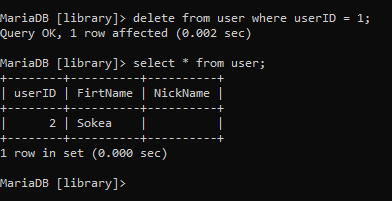 MariaDB [library]> delete from user where userID = 1;
Query OK, 1 row affected (0.002 sec)
MariaDB [library]> select * from user;
+--------+----------+----------+
| userID | FirtName | NickName |
+--------+----------+----------+
|      2 | Sokea    |          |
+--------+----------+----------+
1 row in set (0.000 sec)
MariaDB [library]>